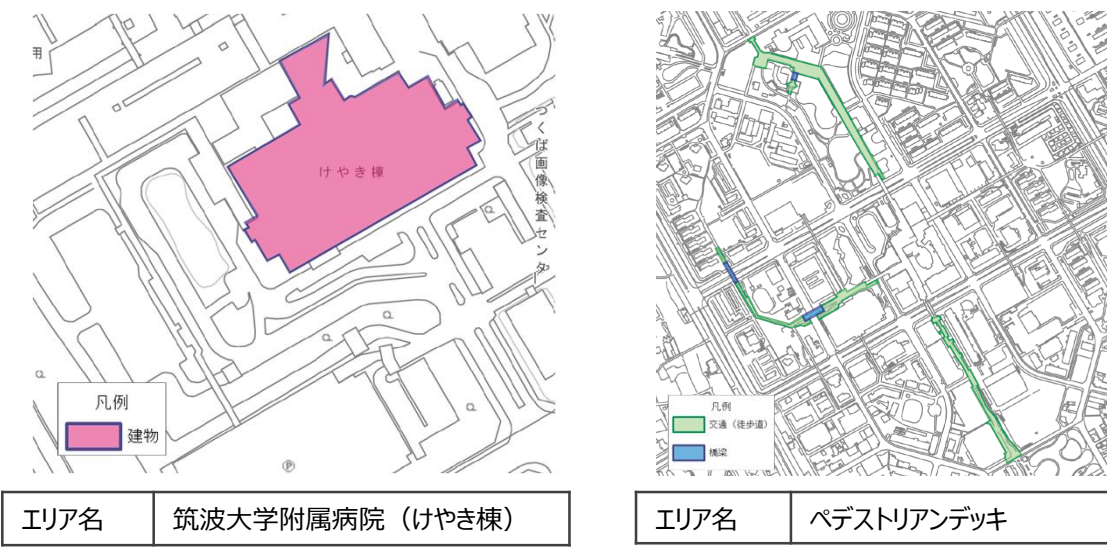 用
けやき棟
つくば画像検査センター
凡例
建物
エリア名
筑波大学附属病院（けやき棟）
凡例
交通（徒歩道）
橋梁
エリア名
ペデストリアンデッキ